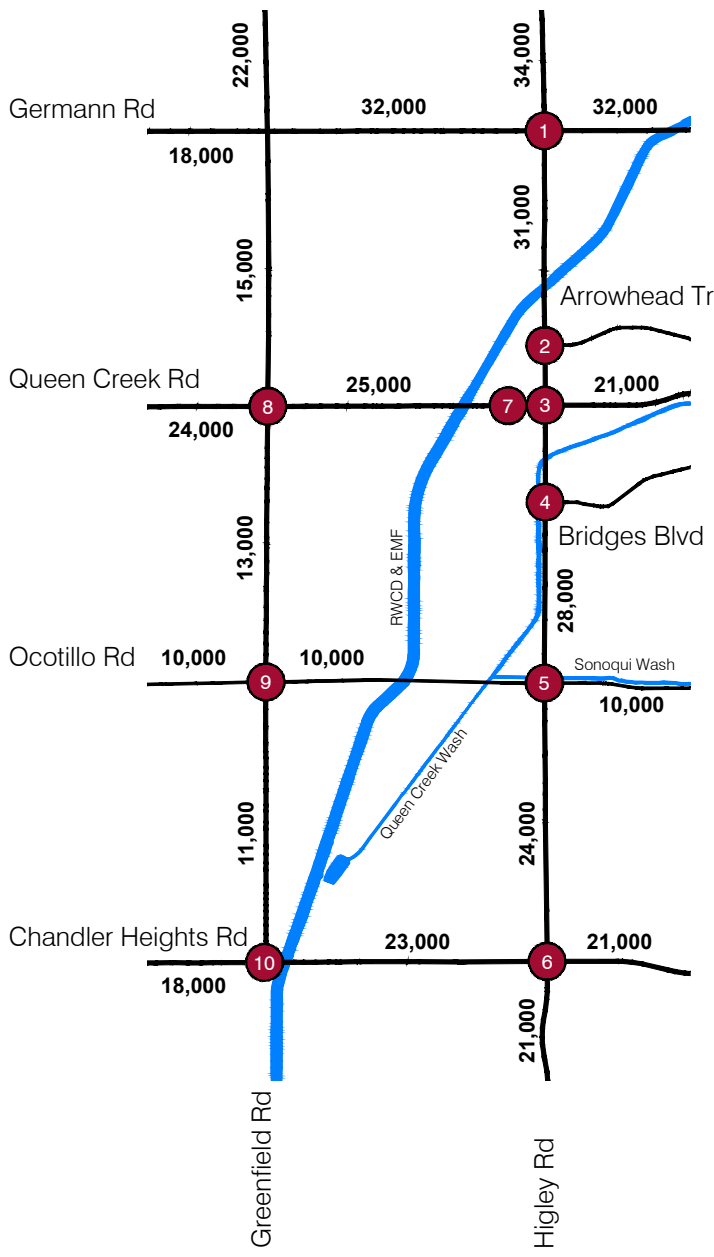 22,000
34,000
Germann Rd
32,000
32,000
1
18,000
31,000
15,000
Arrowhead Tr
2
Queen Creek Rd
25,000
21,000
8
7
3
24,000
4
Bridges Blvd
13,000
RWCD & EMF
28,000
Ocotillo Rd
10,000
10,000
Sonoqui Wash
9
5
10,000
Queen Creek Wash
11,000
24,000
Chandler Heights Rd
23,000
21,000
10
6
18,000
21,000
Greenfield Rd
Higley Rd